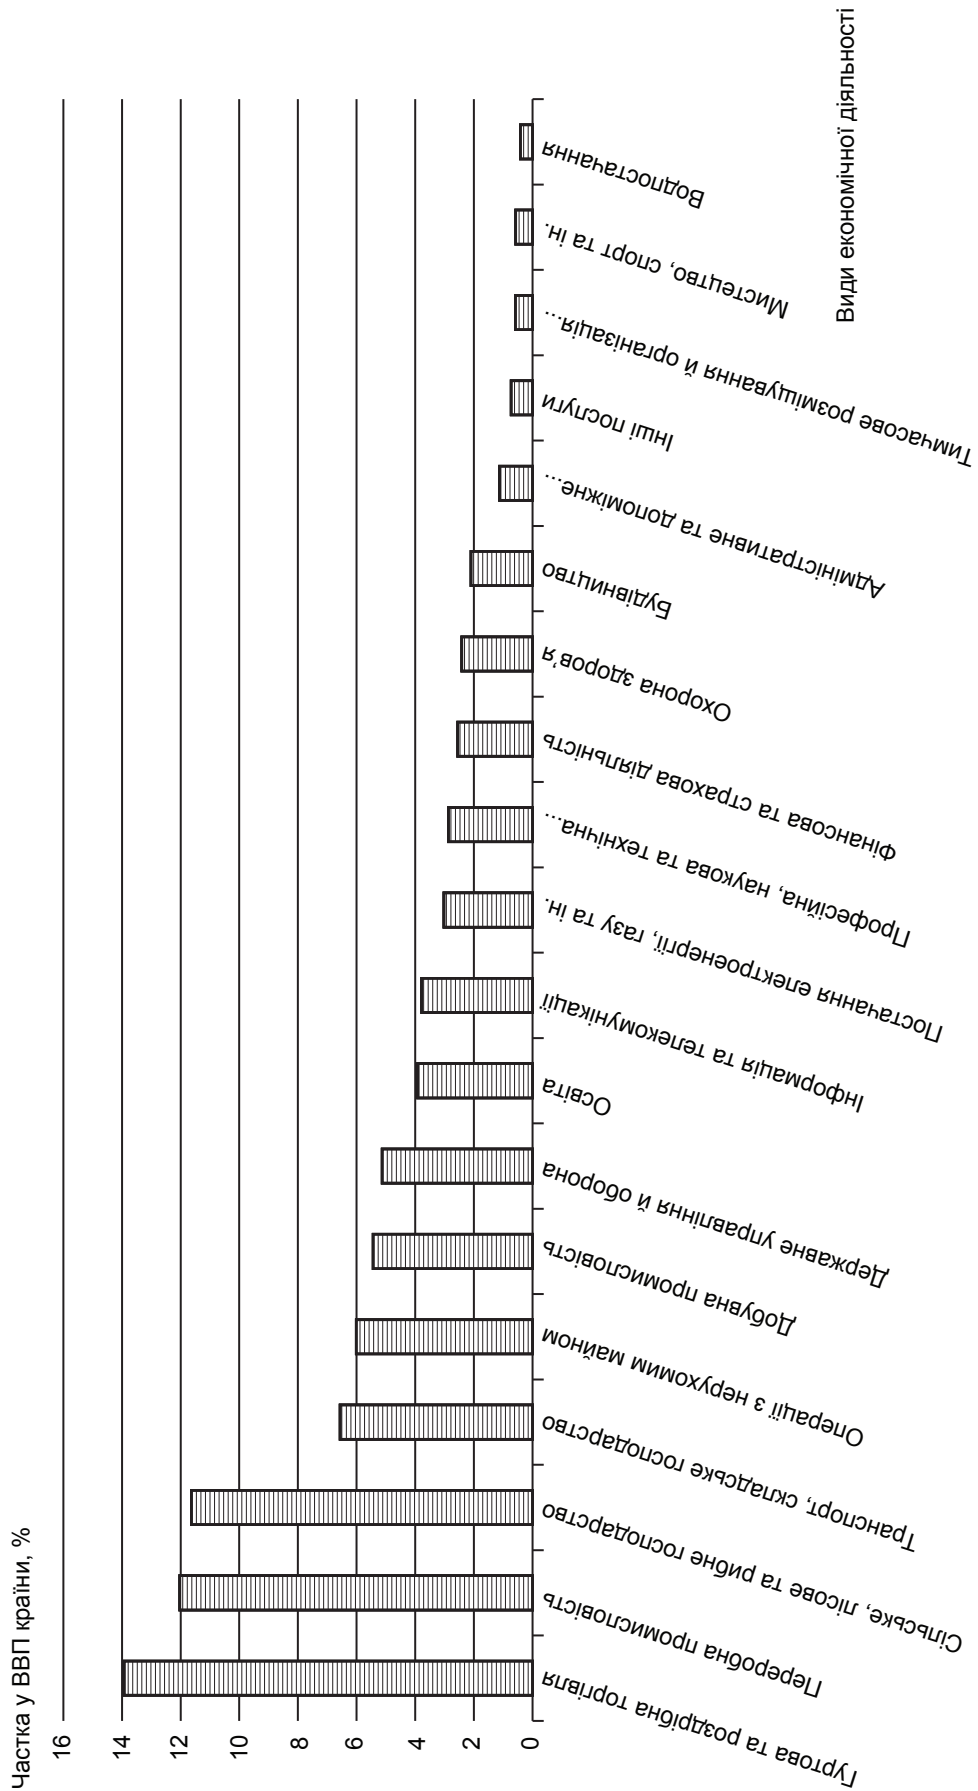 Частка у ВВП країни, %
16
14
12
10
8
6
4
2
0
Гуртова та роздрібна торгівля
Переробна промисловість
Сільське, лісове та рибне господарство
Транспорт, складське господарство
Операції з нерухомим майном
Добувна промисловість
Державне управління й оборона
Освіта
Інформація та телекомунікації
Постачання електроенергії, газу та ін.
Професійна, наукова та технічна...
Фінансова та страхова діяльність
Охорона здоров’я
Будівництво
Адміністративне та допоміжне...
Інші послуги
Тимчасове розміщування й організація...
Мистецтво, спорт та ін.
Водпостачання
Види економічної діяльності